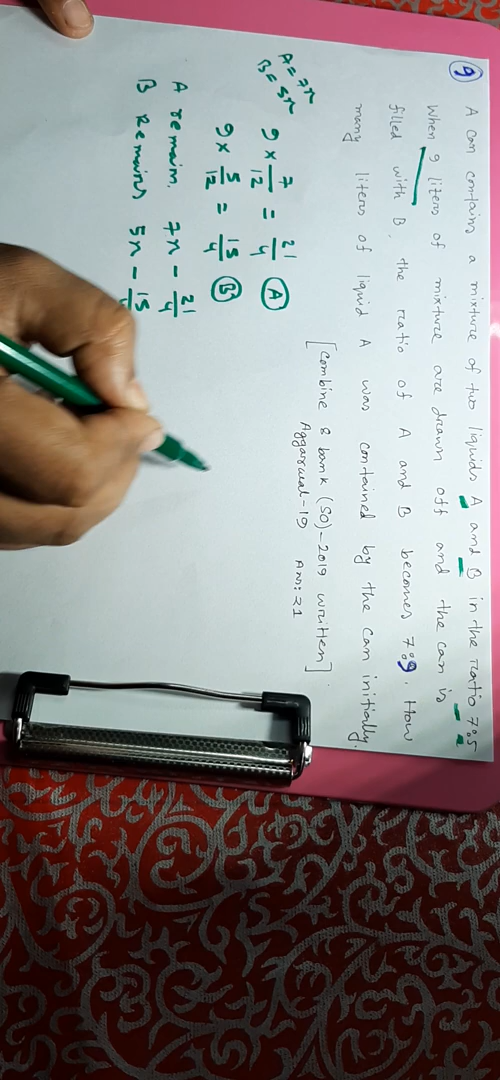 9 A can contains a mixture of two liquids A and B in the ratio 7:5
When 9 liters of mixture are drawn off and the can is
filled with B, the ratio of A and B becomes 7:9. How
many liters of liquid A was contained by the can initially.
[combine 8 bank (SO)-2019 written]
Aggarwal-19 Ans: 21
A = 7x
B = 5x
9 × 7/12 = 21/4 A
9 × 5/12 = 15/4 B
A remain. 7x - 21/4
B Remains 5x - 15/